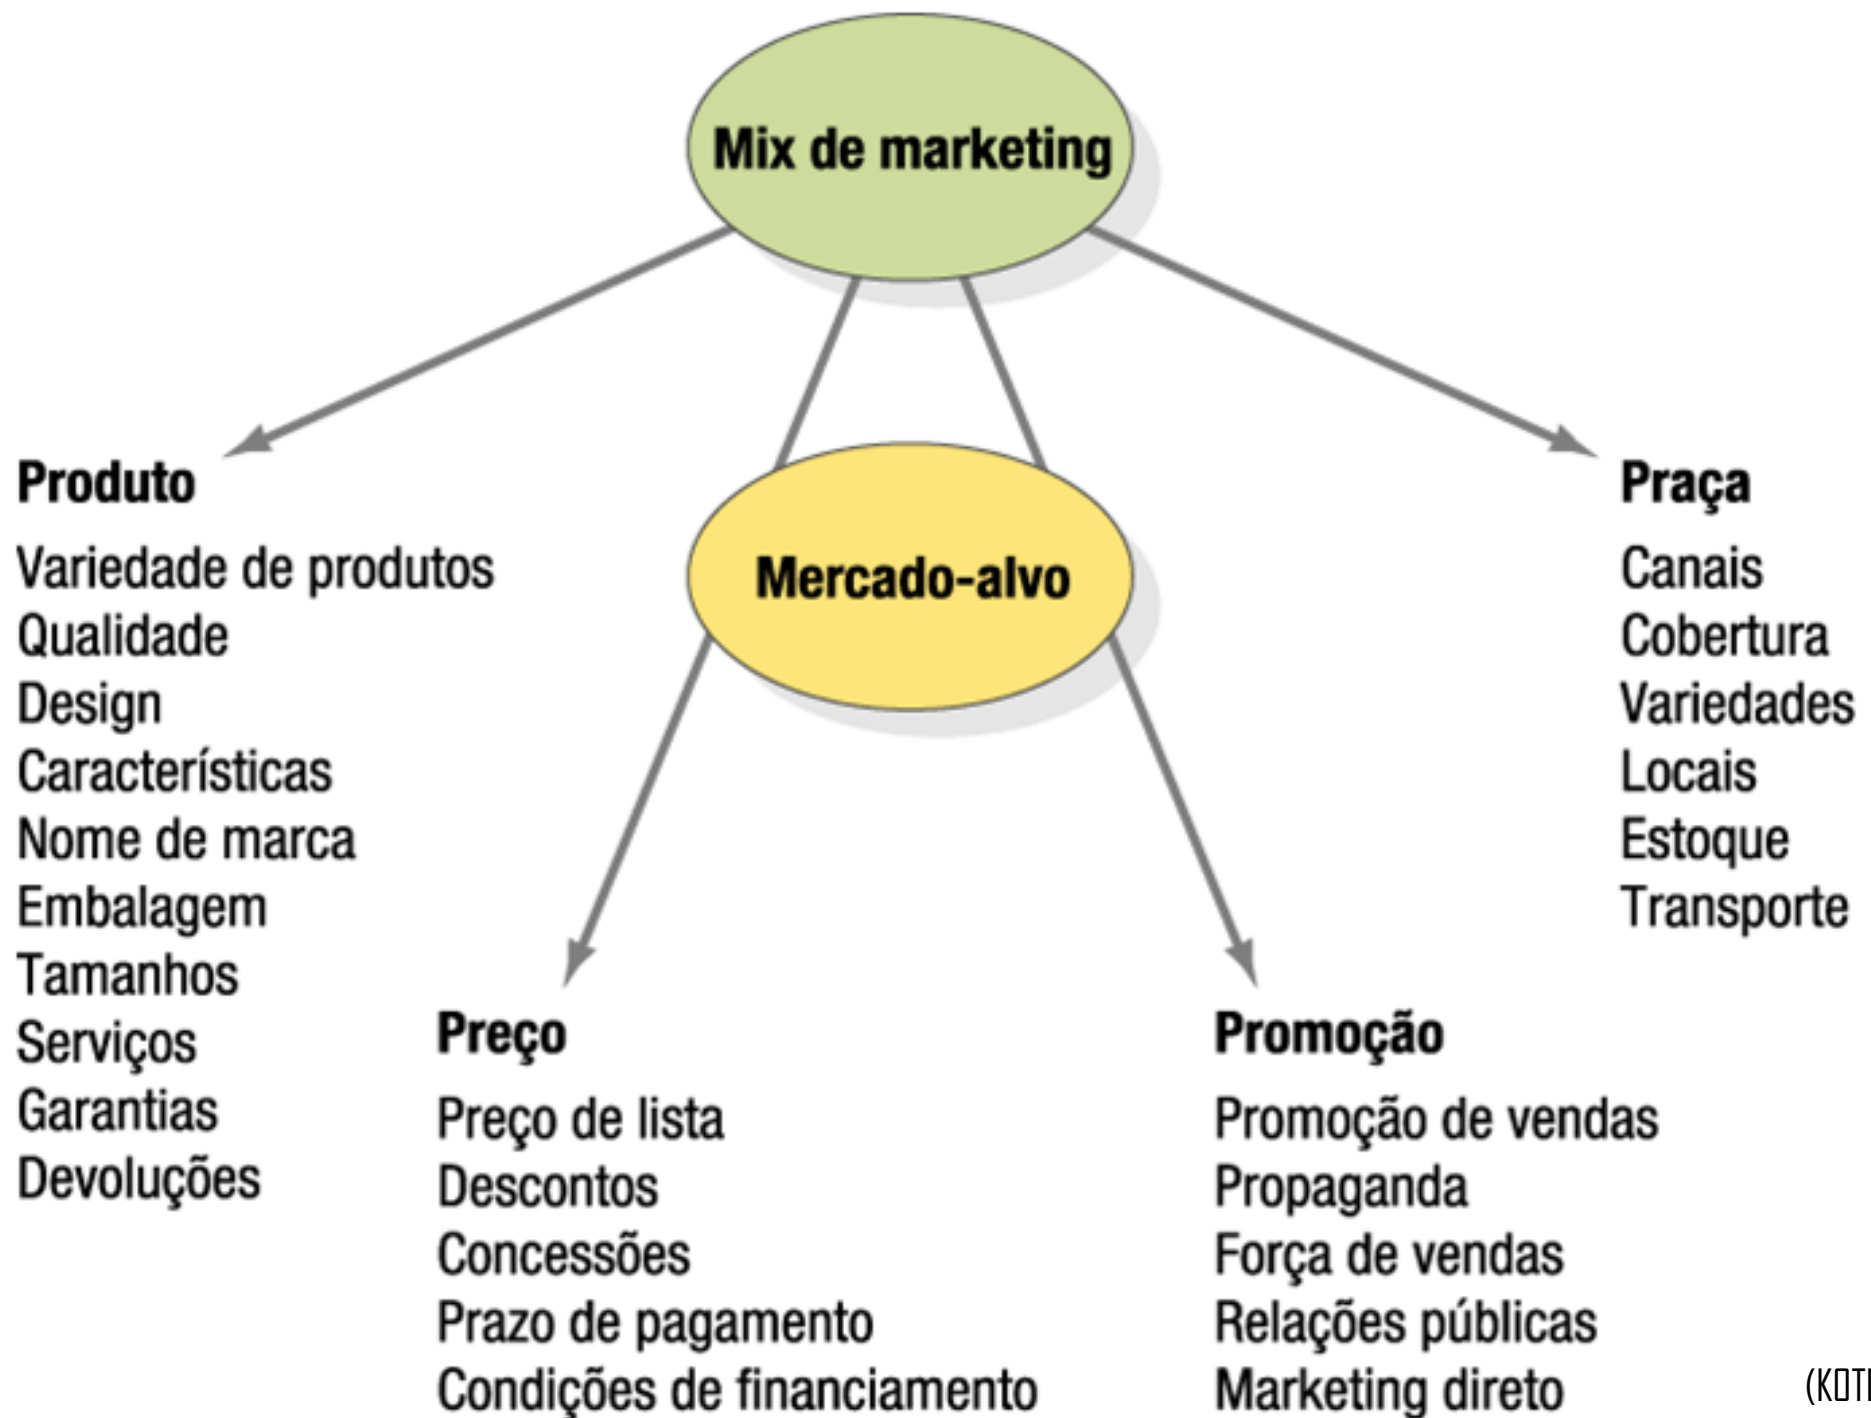 Mix de marketing
Mercado-alvo
Produto
Variedade de produtos
Qualidade
Design
Características
Nome de marca
Embalagem
Tamanhos
Serviços
Garantias
Devoluções
Preço
Preço de lista
Descontos
Concessões
Prazo de pagamento
Condições de financiamento
Promoção
Promoção de vendas
Propaganda
Força de vendas
Relações públicas
Marketing direto
Praça
Canais
Cobertura
Variedades
Locais
Estoque
Transporte